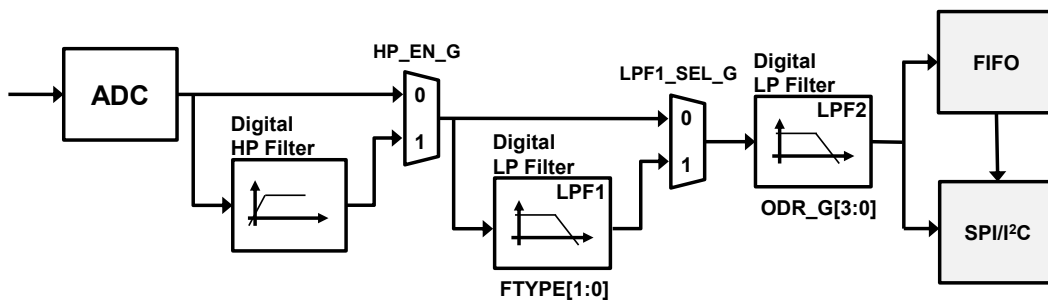 ADC
HP_EN_G
0
1
Digital
HP Filter
LPF1_SEL_G
0
1
Digital
LP Filter
LPF1
FTYPE[1:0]
Digital
LP Filter
LPF2
ODR_G[3:0]
FIFO
SPI/I²C